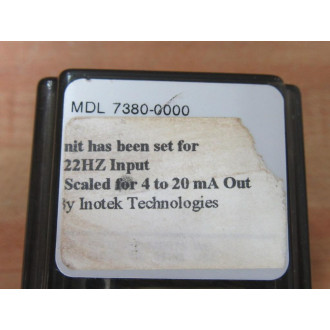 MDL 7380-0000
nit has been set for
22HZ Input
Scaled for 4 to 20 mA Out
y Inotek Technologies